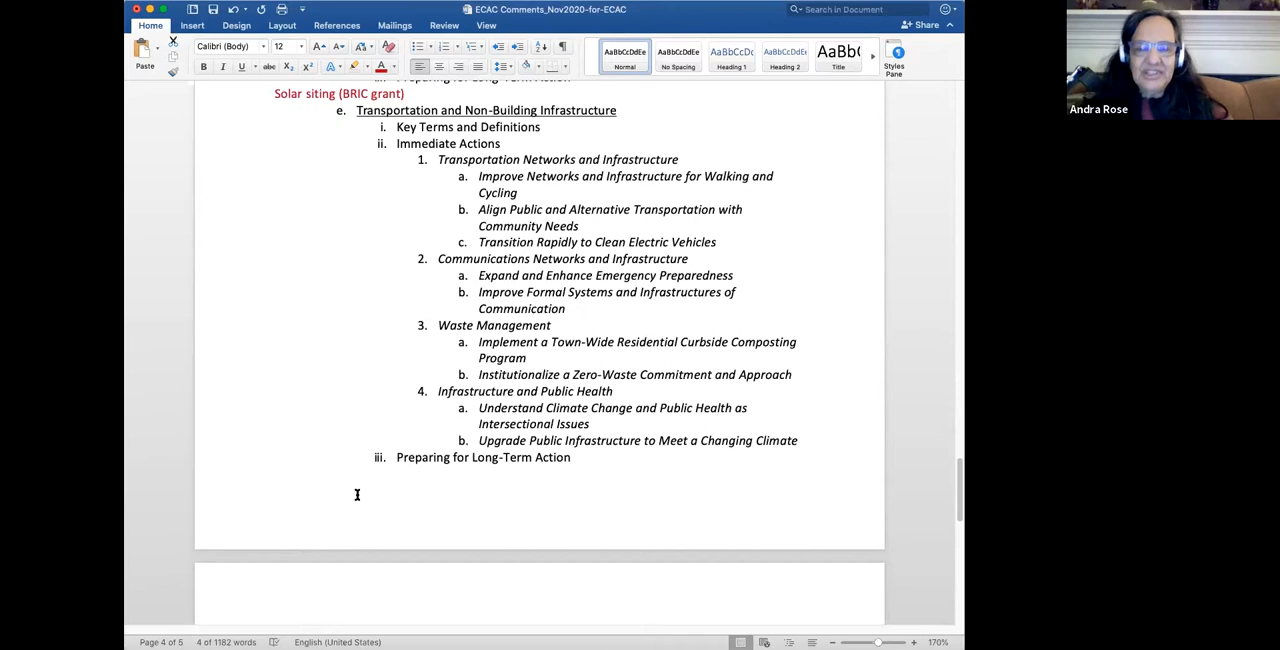 ECAC Comments_Nov2020-for-ECAC
Search in Document
Home Insert Design Layout References Mailings Review View Share
Paste Calibri (Body) 12 AaBbCcDdEe AaBbCcDdEe AaBbCcDc AaBbCcDdEe AaBb( Styles
B I U abc X₂ X² A A Normal No Spacing Heading 1 Heading 2 Title Pane
Preparing for Long-Term Action
Solar siting (BRIC grant)
e. Transportation and Non-Building Infrastructure
i. Key Terms and Definitions
ii. Immediate Actions
1. Transportation Networks and Infrastructure
a. Improve Networks and Infrastructure for Walking and
Cycling
b. Align Public and Alternative Transportation with
Community Needs
c. Transition Rapidly to Clean Electric Vehicles
2. Communications Networks and Infrastructure
a. Expand and Enhance Emergency Preparedness
b. Improve Formal Systems and Infrastructures of
Communication
3. Waste Management
a. Implement a Town-Wide Residential Curbside Composting
Program
b. Institutionalize a Zero-Waste Commitment and Approach
4. Infrastructure and Public Health
a. Understand Climate Change and Public Health as
Intersectional Issues
b. Upgrade Public Infrastructure to Meet a Changing Climate
iii. Preparing for Long-Term Action
Page 4 of 5 4 of 1182 words English (United States) 170%
Andra Rose